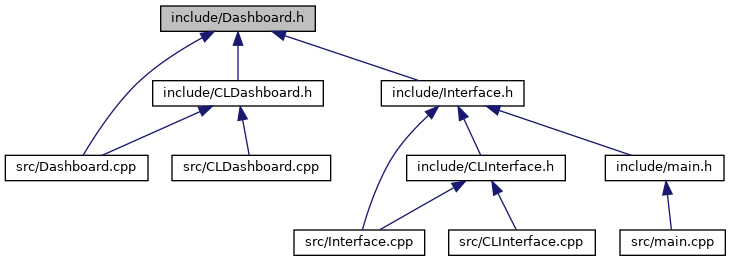 include/Dashboard.h
include/CLDashboard.h
include/Interface.h
src/Dashboard.cpp
src/CLDashboard.cpp
include/CLInterface.h
include/main.h
src/Interface.cpp
src/CLInterface.cpp
src/main.cpp